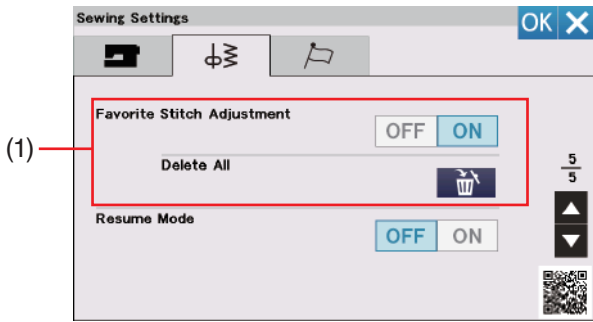 Sewing Settings
OK
Favorite Stitch Adjustment
OFF ON
(1)
Delete All
5
5
Resume Mode
OFF ON